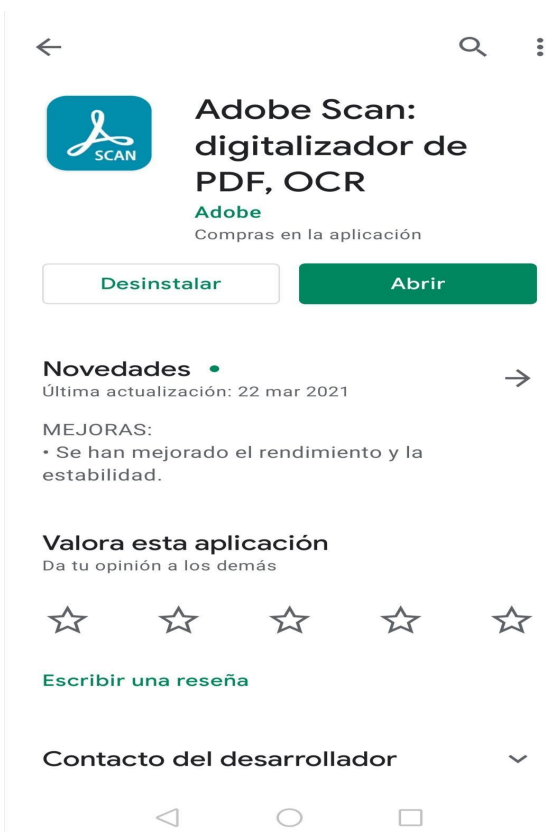 SCAN
Adobe Scan:
digitalizador de
PDF, OCR
Adobe
Compras en la aplicación
Desinstalar
Abrir
Novedades •
Última actualización: 22 mar 2021
MEJORAS:
• Se han mejorado el rendimiento y la
estabilidad.
Valora esta aplicación
Da tu opinión a los demás
Escribir una reseña
Contacto del desarrollador